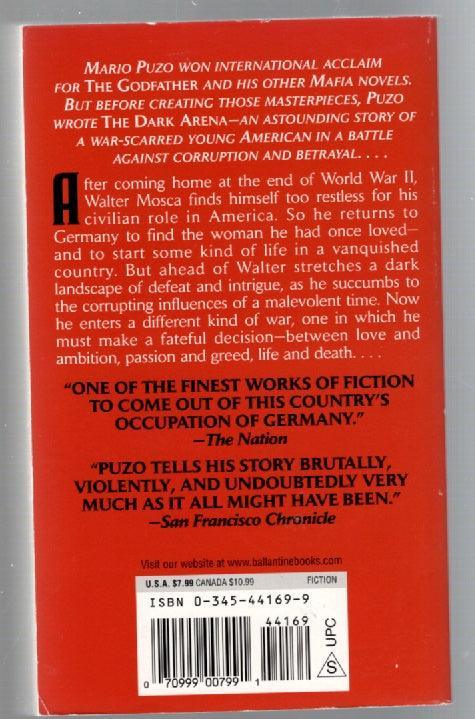 MARIO PUZO WON INTERNATIONAL ACCLAIM
FOR THE GODFATHER AND HIS OTHER MAFIA NOVELS.
BUT BEFORE CREATING THOSE MASTERPIECES, PUZO
WROTE THE DARK ARENA—AN ASTOUNDING STORY OF
A WAR-SCARRED YOUNG AMERICAN IN A BATTLE
AGAINST CORRUPTION AND BETRAYAL. . . .
After coming home at the end of World War II,
Walter Mosca finds himself too restless for his
civilian role in America. So he returns to
Germany to find the woman he had once loved—
and to start some kind of life in a vanquished
country. But ahead of Walter stretches a dark
landscape of defeat and intrigue, as he succumbs to
the corrupting influences of a malevolent time. Now
he enters a different kind of war, one in which he
must make a fateful decision—between love and
ambition, passion and greed, life and death. . . .
“ONE OF THE FINEST WORKS OF FICTION
TO COME OUT OF THIS COUNTRY’S
OCCUPATION OF GERMANY.”
—The Nation
“PUZO TELLS HIS STORY BRUTALLY,
VIOLENTLY, AND UNDOUBTEDLY VERY
MUCH AS IT ALL MIGHT HAVE BEEN.”
—San Francisco Chronicle
Visit our website at www.ballantinebooks.com
U.S.A. $7.99 CANADA $10.99 FICTION
ISBN 0-345-44169-9
44169
0 70999 00799 1
S UPC